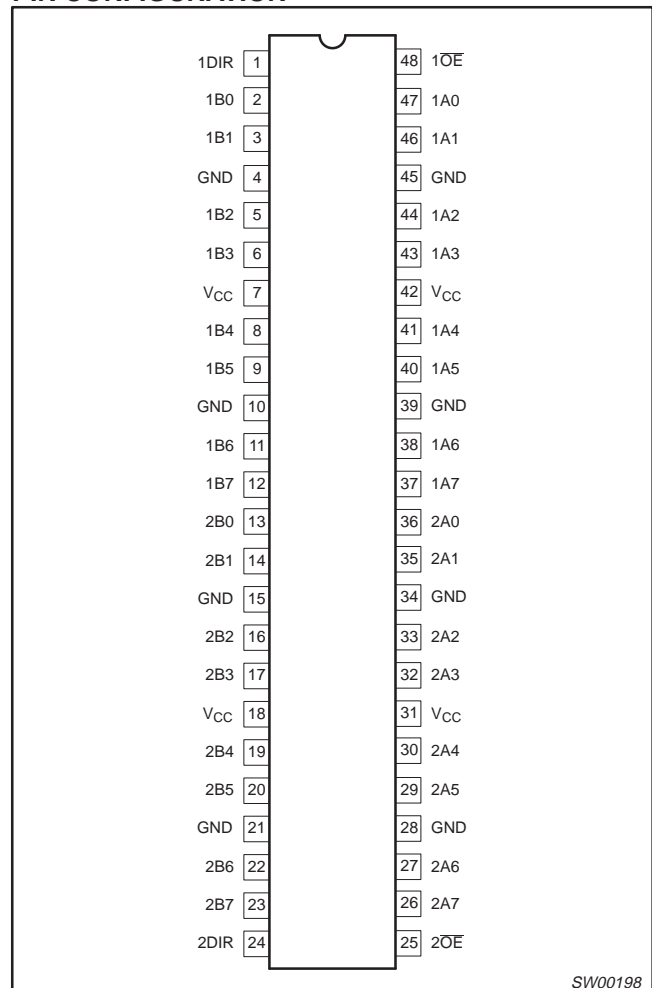 1DIR 1 48 1O̅E̅
1B0 2 47 1A0
1B1 3 46 1A1
GND 4 45 GND
1B2 5 44 1A2
1B3 6 43 1A3
VCC 7 42 VCC
1B4 8 41 1A4
1B5 9 40 1A5
GND 10 39 GND
1B6 11 38 1A6
1B7 12 37 1A7
2B0 13 36 2A0
2B1 14 35 2A1
GND 15 34 GND
2B2 16 33 2A2
2B3 17 32 2A3
VCC 18 31 VCC
2B4 19 30 2A4
2B5 20 29 2A5
GND 21 28 GND
2B6 22 27 2A6
2B7 23 26 2A7
2DIR 24 25 2O̅E̅
SW00198